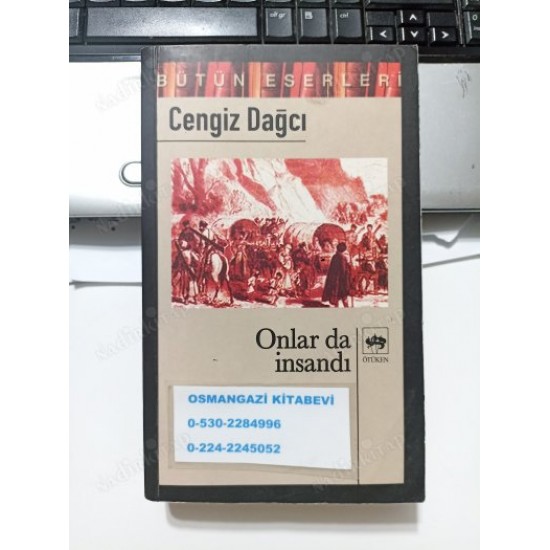 BÜTÜN ESERLERİ
Cengiz Dağcı
Onlar da
insandı
ÖTÜKEN
OSMANGAZİ KİTABEVİ
0-530-2284996
0-224-2245052